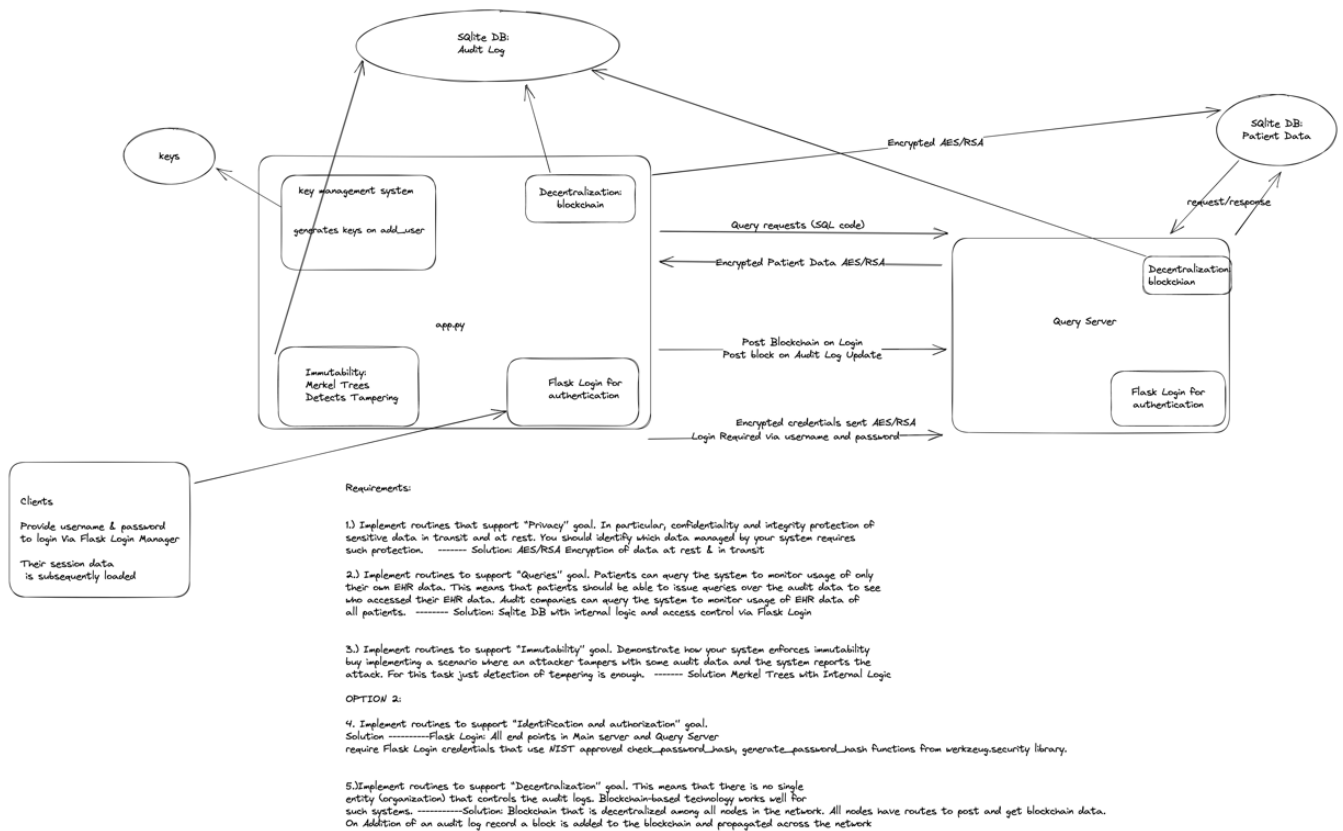 SQlite DB:
Audit Log
SQlite DB:
Patient Data
keys
Encrypted AES/RSA
key management system
generates keys on add_user
Decentralization:
blockchain
request/response
Query requests (SQL code)
Encrypted Patient Data AES/RSA
Decentralization
blockchian
app.py
Query Server
Post Blockchain on Login
Post block on Audit Log Update
Immutability:
Merkel Trees
Detects Tampering
Flask Login for
authentication
Flask Login for
authentication
Encrypted credentials sent AES/RSA
Login Required via username and password
Clients
Provide username & password
to login Via Flask Login Manager
Their session data
is subsequently loaded
Requirements:
1.) Implement routines that support "Privacy" goal. In particular, confidentiality and integrity protection of
sensitive data in transit and at rest. You should identify which data managed by your system requires
such protection. ------- Solution: AES/RSA Encryption of data at rest & in transit
2.) Implement routines to support "Queries" goal. Patients can query the system to monitor usage of only
their own EHR data. This means that patients should be able to issue queries over the audit data to see
who accessed their EHR data. Audit companies can query the system to monitor usage of EHR data of
all patients. -------- Solution: Sqlite DB with internal logic and access control via Flask Login
3.) Implement routines to support "Immutability" goal. Demonstrate how your system enforces immutability
buy implementing a scenario where an attacker tampers with some audit data and the system reports the
attack. For this task just detection of tempering is enough. ------- Solution Merkel Trees with Internal Logic
OPTION 2:
4. Implement routines to support "Identification and authorization" goal.
Solution ----------Flask Login: All end points in Main server and Query Server
require Flask Login credentials that use NIST approved check_password_hash, generate_password_hash functions from werkzeug.security library.
5.)Implement routines to support "Decentralization" goal. This means that there is no single
entity (organization) that controls the audit logs. Blockchain-based technology works well for
such systems. -----------Solution: Blockchain that is decentralized among all nodes in the network. All nodes have routes to post and get blockchain data.
On Addition of an audit log record a block is added to the blockchain and propagated across the network